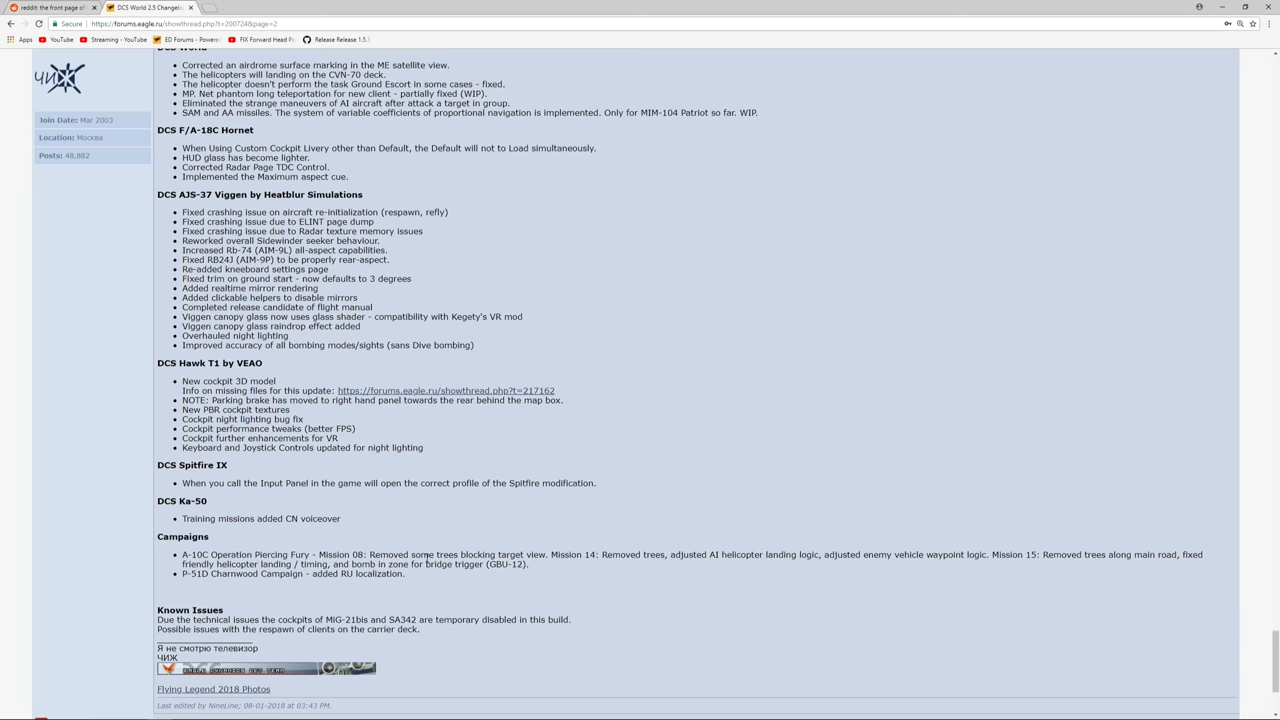 reddit: the front page of
DCS World 2.5 Changelo
Secure
https://forums.eagle.ru/showthread.php?t=200724&page=2
Apps
YouTube
Streaming - YouTube
ED Forums - Powere
FIX Forward Head Po
Release Release 1.5.
DCS World
ЧИЖ
Corrected an airdrome surface marking in the ME satellite view.
The helicopters will landing on the CVN-70 deck.
The helicopter doesn't perform the task Ground Escort in some cases - fixed.
MP. Net phantom long teleportation for new client - partially fixed (WIP).
Eliminated the strange maneuvers of AI aircraft after attack a target in group.
SAM and AA missiles. The system of variable coefficients of proportional navigation is implemented. Only for MIM-104 Patriot so far. WIP.
Join Date: Mar 2003
Location: Москва
Posts: 48,882
DCS F/A-18C Hornet
When Using Custom Cockpit Livery other than Default, the Default will not to Load simultaneously.
HUD glass has become lighter.
Corrected Radar Page TDC Control.
Implemented the Maximum aspect cue.
DCS AJS-37 Viggen by Heatblur Simulations
Fixed crashing issue on aircraft re-initialization (respawn, refly)
Fixed crashing issue due to ELINT page dump
Fixed crashing issue due to Radar texture memory issues
Reworked overall Sidewinder seeker behaviour.
Increased Rb-74 (AIM-9L) all-aspect capabilities.
Fixed RB24J (AIM-9P) to be properly rear-aspect.
Re-added kneeboard settings page
Fixed trim on ground start - now defaults to 3 degrees
Added realtime mirror rendering
Added clickable helpers to disable mirrors
Completed release candidate of flight manual
Viggen canopy glass now uses glass shader - compatibility with Kegety's VR mod
Viggen canopy glass raindrop effect added
Overhauled night lighting
Improved accuracy of all bombing modes/sights (sans Dive bombing)
DCS Hawk T1 by VEAO
New cockpit 3D model
Info on missing files for this update: https://forums.eagle.ru/showthread.php?t=217162
NOTE: Parking brake has moved to right hand panel towards the rear behind the map box.
New PBR cockpit textures
Cockpit night lighting bug fix
Cockpit performance tweaks (better FPS)
Cockpit further enhancements for VR
Keyboard and Joystick Controls updated for night lighting
DCS Spitfire IX
When you call the Input Panel in the game will open the correct profile of the Spitfire modification.
DCS Ka-50
Training missions added CN voiceover
Campaigns
A-10C Operation Piercing Fury - Mission 08: Removed some trees blocking target view. Mission 14: Removed trees, adjusted AI helicopter landing logic, adjusted enemy vehicle waypoint logic. Mission 15: Removed trees along main road, fixed
friendly helicopter landing / timing, and bomb in zone for bridge trigger (GBU-12).
P-51D Charnwood Campaign - added RU localization.
Known Issues
Due the technical issues the cockpits of MiG-21bis and SA342 are temporary disabled in this build.
Possible issues with the respawn of clients on the carrier deck.
Я не смотрю телевизор
ЧИЖ
EAGLE DYNAMICS DEV TEAM
Flying Legend 2018 Photos
Last edited by NineLine; 08-01-2018 at 03:43 PM.